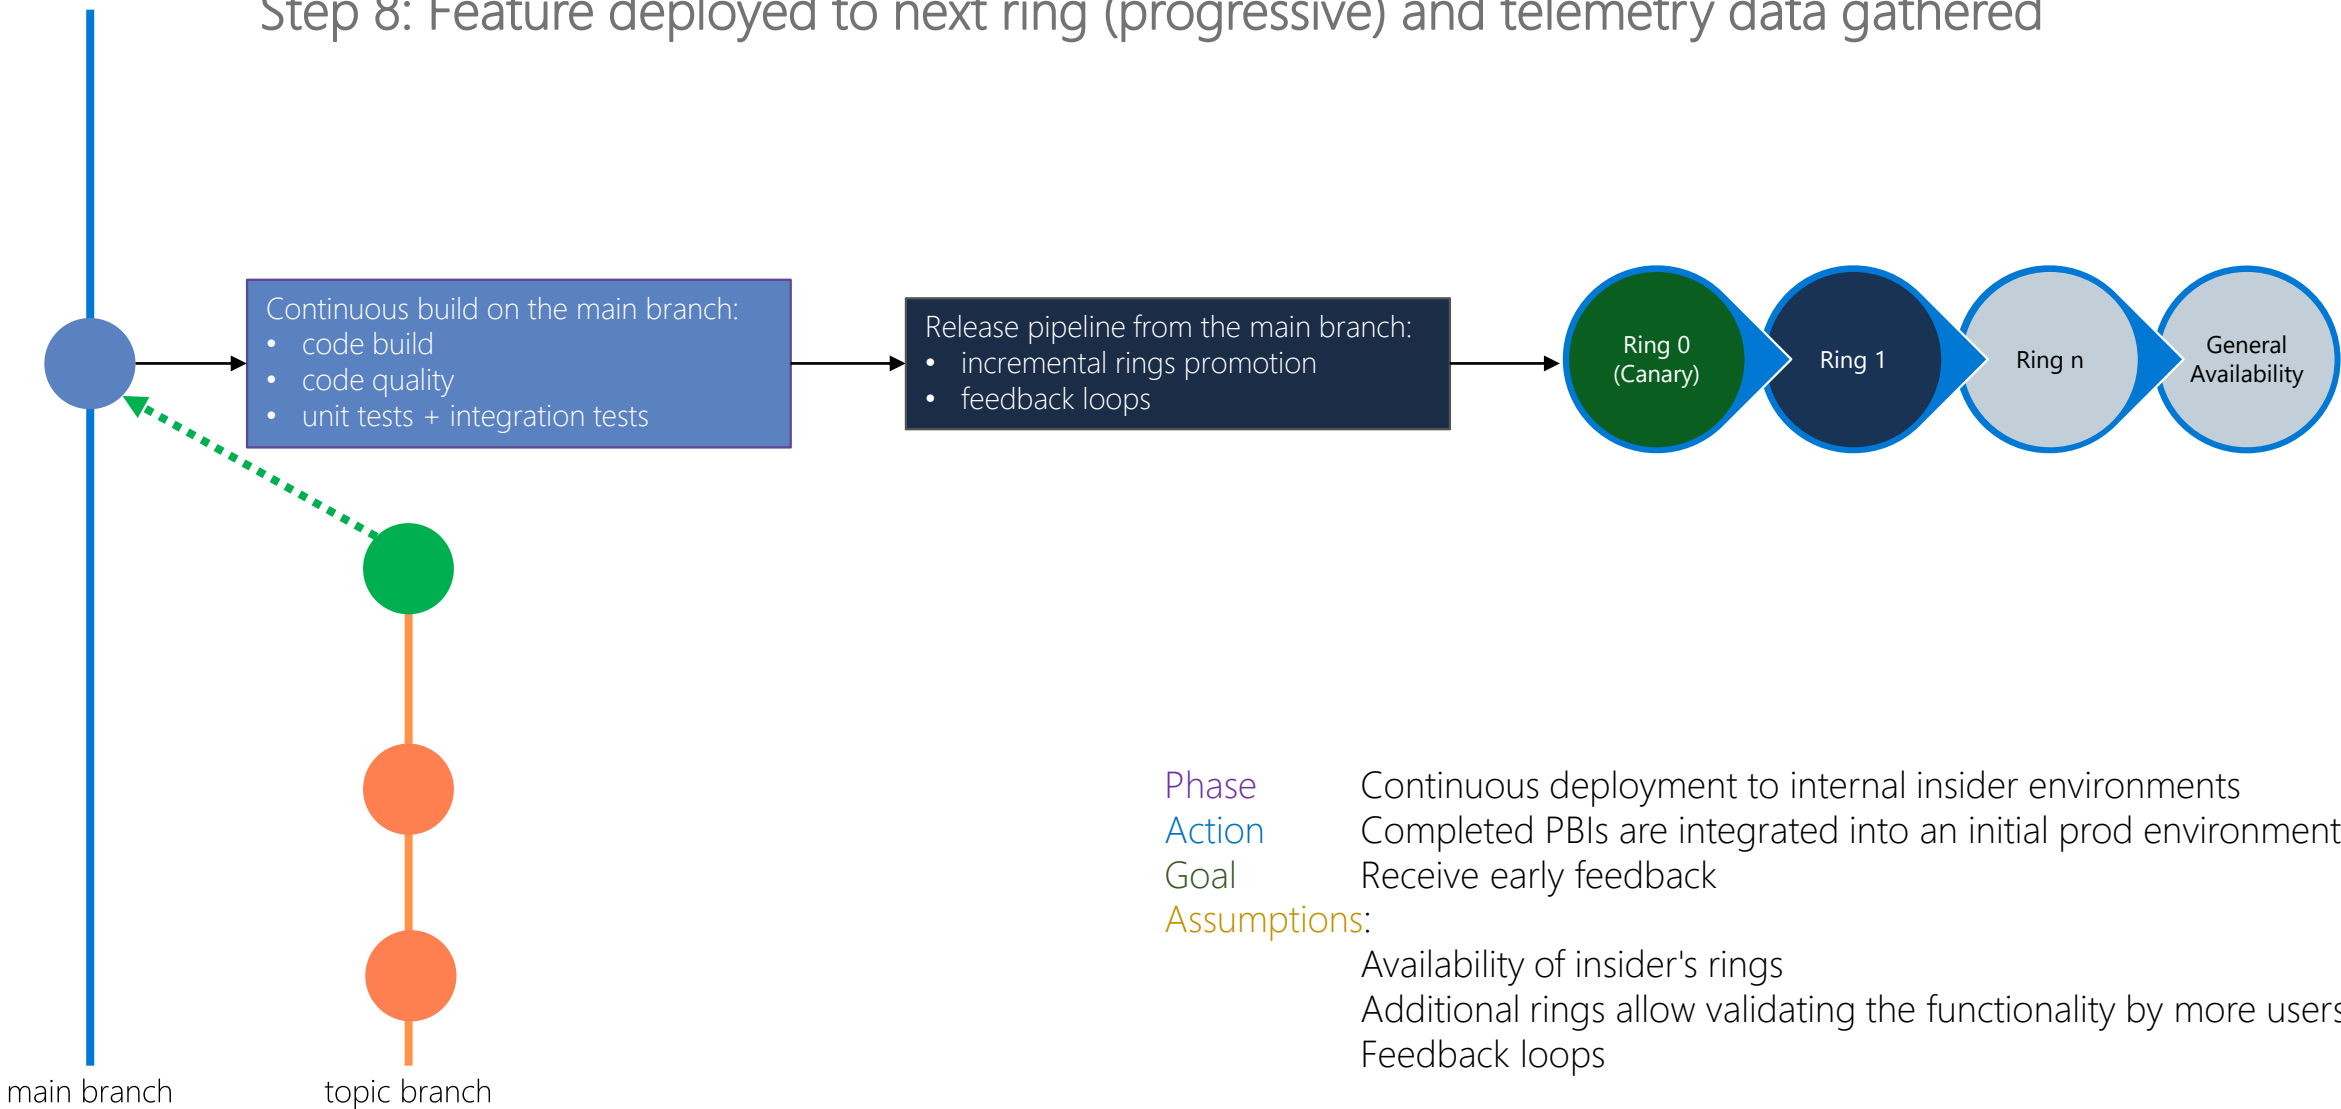 Step 8: Feature deployed to next ring (progressive) and telemetry data gathered
Continuous build on the main branch:
• code build
• code quality
• unit tests + integration tests
Release pipeline from the main branch:
• incremental rings promotion
• feedback loops
Ring 0
(Canary)
Ring 1
Ring n
General
Availability
Phase Continuous deployment to internal insider environments
Action Completed PBIs are integrated into an initial prod environment
Goal Receive early feedback
Assumptions:
Availability of insider's rings
Additional rings allow validating the functionality by more users
Feedback loops
main branch
topic branch